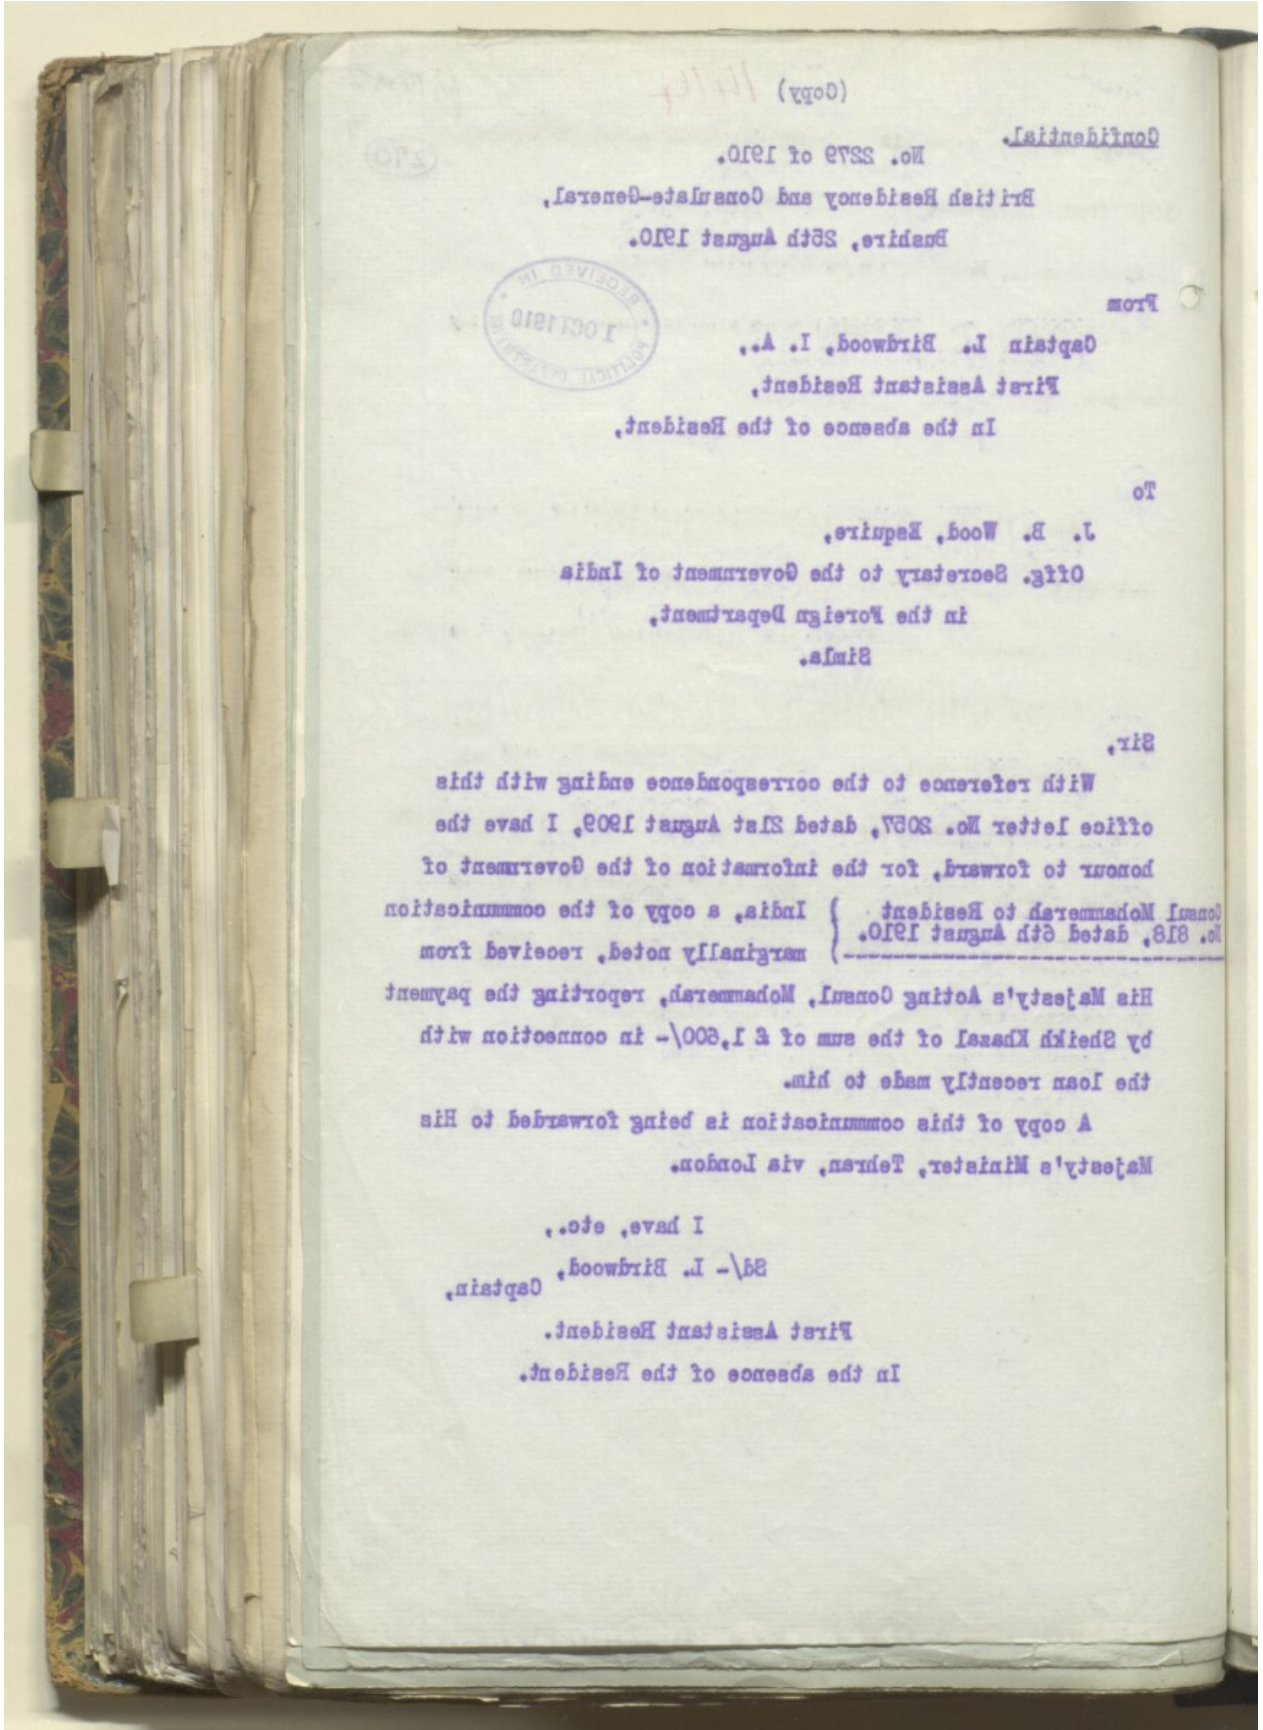 (Copy)
Confidential.
No. 2279 of 1910.
British Residency and Consulate-General,
Bushire, 25th August 1910.
RECEIVED IN
1 OCT 1910
POLITICAL DEPARTMENT
From
Captain L. Birdwood, I. A.,
First Assistant Resident,
In the absence of the Resident,
To
J. B. Wood, Esquire,
Offg. Secretary to the Government of India
in the Foreign Department,
Simla.
Sir,
With reference to the correspondence ending with this
office letter No. 2057, dated 21st August 1909, I have the
honour to forward, for the information of the Government of
Consul Mohammerah to Resident
No. 818, dated 6th August 1910.
India, a copy of the communication
marginally noted, received from
His Majesty's Acting Consul, Mohammerah, reporting the payment
by Sheikh Khazal of the sum of £ 1,500/- in connection with
the loan recently made to him.
A copy of this communication is being forwarded to His
Majesty's Minister, Tehran, via London.
I have, etc.,
Sd/- L. Birdwood,
Captain,
First Assistant Resident.
In the absence of the Resident.